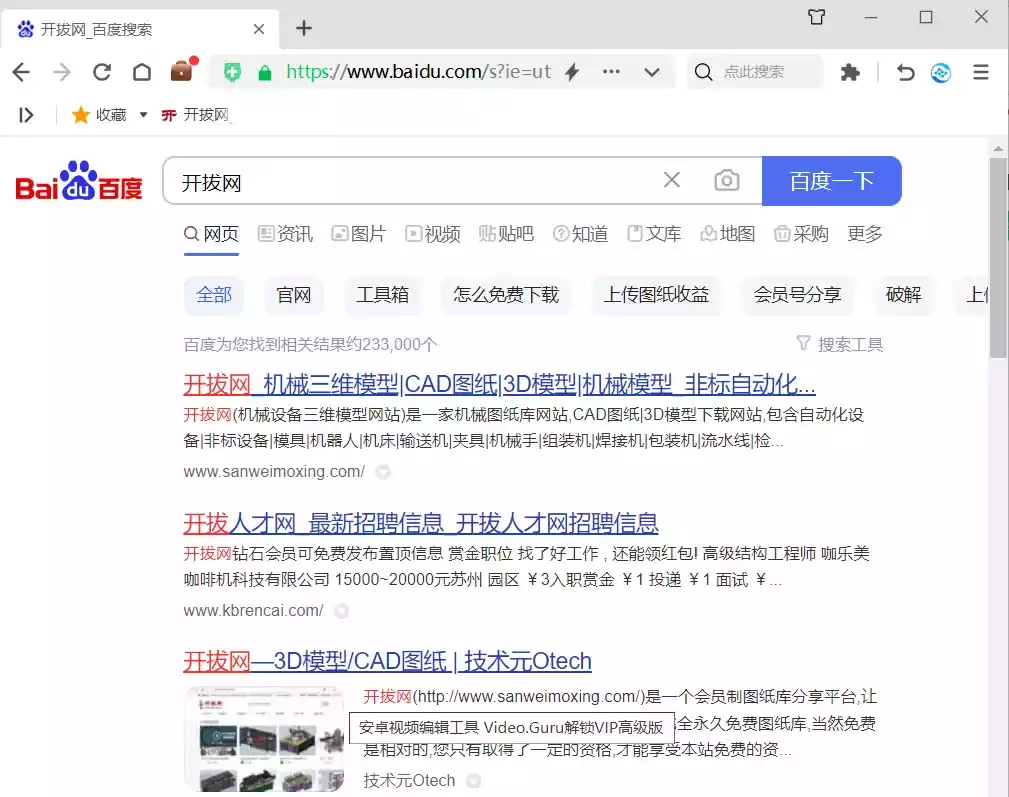 开拔网_百度搜索
https://www.baidu.com/s?ie=ut
点此搜索
收藏
开拔网_
Bai du 百度
开拔网
百度一下
网页 资讯 图片 视频 贴吧 知道 文库 地图 采购 更多
全部 官网 工具箱 怎么免费下载 上传图纸收益 会员号分享 破解 上
百度为您找到相关结果约233,000个
搜索工具
开拔网_机械三维模型|CAD图纸|3D模型|机械模型_非标自动化...
开拔网(机械设备三维模型网站)是一家机械图纸库网站,CAD图纸|3D模型下载网站,包含自动化设
备|非标设备|模具|机器人|机床|输送机|夹具|机械手|组装机|焊接机|包装机|流水线|检...
www.sanweimoxing.com/
开拔人才网_最新招聘信息_开拔人才网招聘信息
开拔网钻石会员可免费发布置顶信息 赏金职位 找了好工作 , 还能领红包! 高级结构工程师 咖乐美
咖啡机科技有限公司 15000~20000元苏州 园区 ￥3入职赏金 ￥1 投递 ￥1 面试 ￥...
www.kbrencai.com/
开拔网—3D模型/CAD图纸 | 技术元Otech
开拔网(http://www.sanweimoxing.com/)是一个会员制图纸库分享平台,让
安卓视频编辑工具 Video.Guru解锁VIP高级版
全永久免费图纸库,当然免费
是相对的,您只有取得了一定的资格,才能享受本站免费的资...
技术元Otech